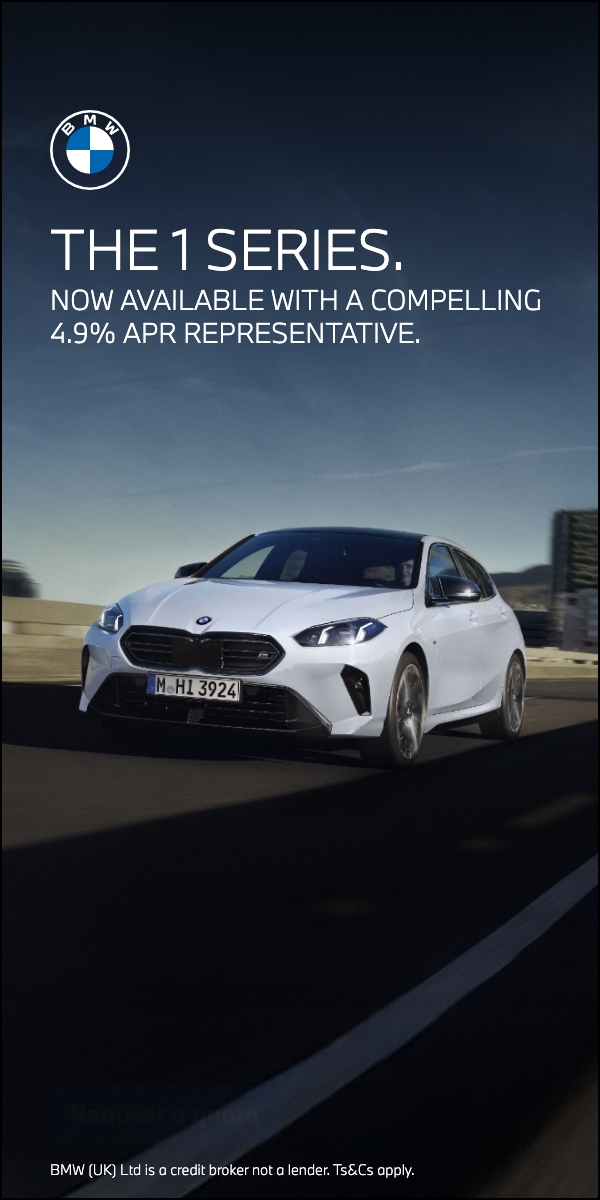 BMW
THE 1 SERIES.
NOW AVAILABLE WITH A COMPELLING
4.9% APR REPRESENTATIVE.
M HI 3924
Request a quote
BMW (UK) Ltd is a credit broker not a lender. Ts&Cs apply.